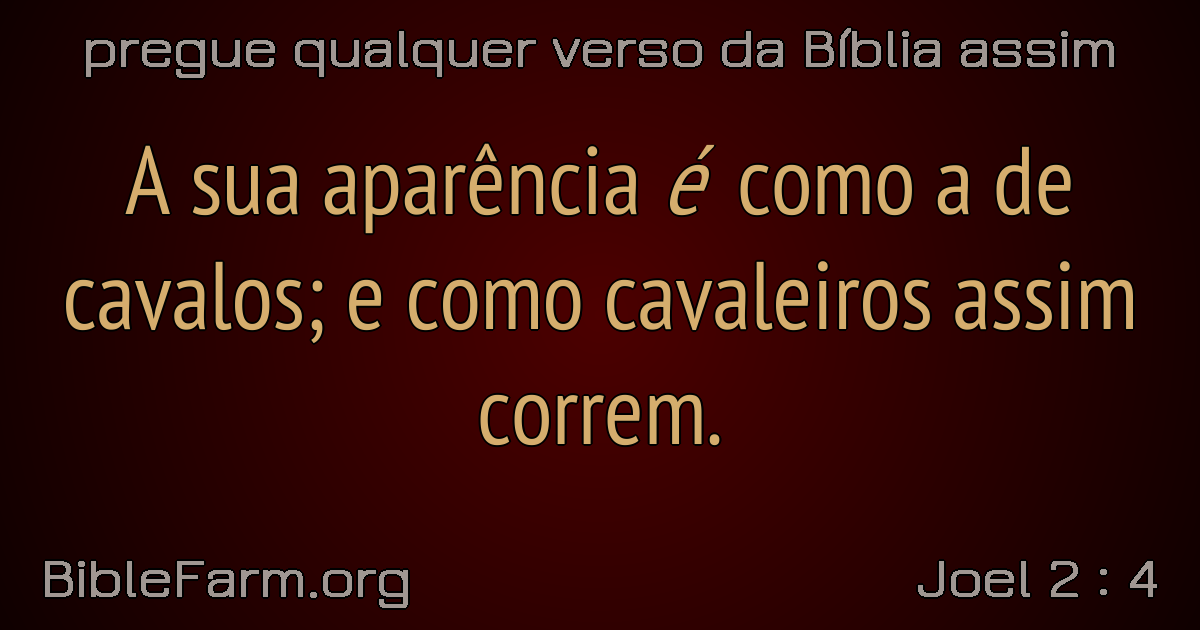 pregue qualquer verso da Bíblia assim
A sua aparência é como a de
cavalos; e como cavaleiros assim
correm.
BibleFarm.org
Joel 2 : 4